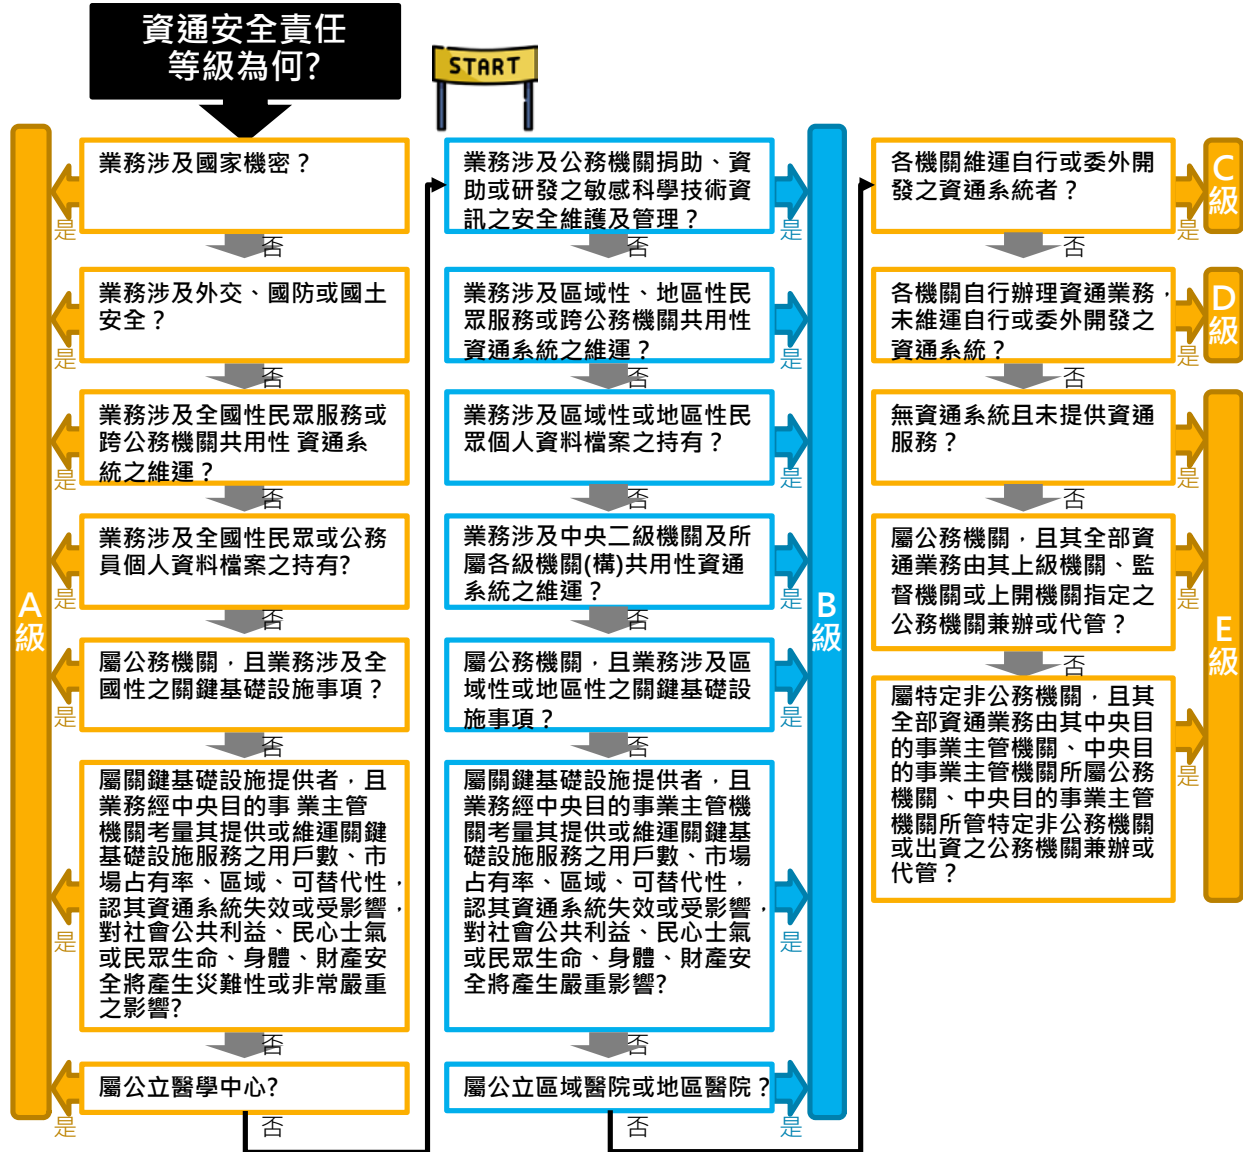 資通安全責任
等級為何?
START
A
級
業務涉及國家機密？
是
否
業務涉及外交、國防或國土
安全？
是
否
業務涉及全國性民眾服務或
跨公務機關共用性 資通系
統之維運？
是
否
業務涉及全國性民眾或公務
員個人資料檔案之持有?
是
否
屬公務機關，且業務涉及全
國性之關鍵基礎設施事項？
是
否
屬關鍵基礎設施提供者，且
業務經中央目的事 業主管
機關考量其提供或維運關鍵
基礎設施服務之用戶數、市
場占有率、區域、可替代性，
認其資通系統失效或受影響，
對社會公共利益、民心士氣
或民眾生命、身體、財產安
全將產生災難性或非常嚴重
之影響?
是
否
屬公立醫學中心?
是
否
業務涉及公務機關捐助、資
助或研發之敏感科學技術資
訊之安全維護及管理？
是
否
業務涉及區域性、地區性民
眾服務或跨公務機關共用性
資通系統之維運？
是
否
業務涉及區域性或地區性民
眾個人資料檔案之持有？
是
否
業務涉及中央二級機關及所
屬各級機關(構)共用性資通
系統之維運？
是
否
屬公務機關，且業務涉及區
域性或地區性之關鍵基礎設
施事項？
是
否
屬關鍵基礎設施提供者，且
業務經中央目的事業主管機
關考量其提供或維運關鍵基
礎設施服務之用戶數、市場
占有率、區域、可替代性，
認其資通系統失效或受影響，
對社會公共利益、民心士氣
或民眾生命、身體、財產安
全將產生嚴重影響?
是
否
屬公立區域醫院或地區醫院？
是
否
B
級
各機關維運自行或委外開
發之資通系統者？
是
否
C
級
各機關自行辦理資通業務，
未維運自行或委外開發之
資通系統？
是
否
D
級
無資通系統且未提供資通
服務？
是
否
屬公務機關，且其全部資
通業務由其上級機關、監
督機關或上開機關指定之
公務機關兼辦或代管？
是
否
屬特定非公務機關，且其
全部資通業務由其中央目
的事業主管機關、中央目
的事業主管機關所屬公務
機關、中央目的事業主管
機關所管特定非公務機關
或出資之公務機關兼辦或
代管？
是
E
級